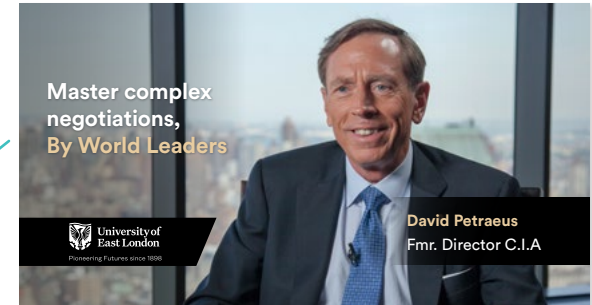 Master complex
negotiations,
By World Leaders
University of
East London
Pioneering Futures since 1898
David Petraeus
Fmr. Director C.I.A